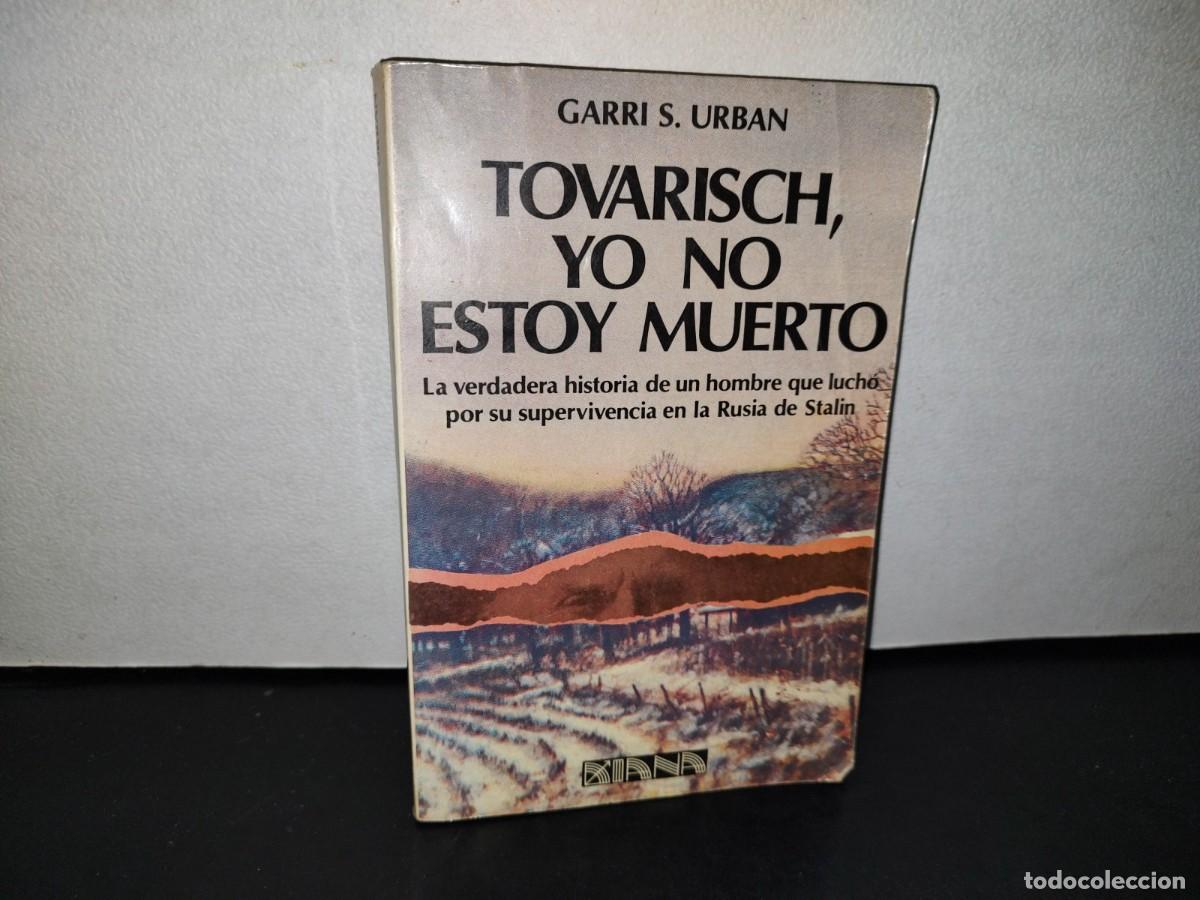 GARRI S. URBAN
TOVARISCH,
YO NO
ESTOY MUERTO
La verdadera historia de un hombre que luchó
por su supervivencia en la Rusia de Stalin
DIANA
todocoleccion